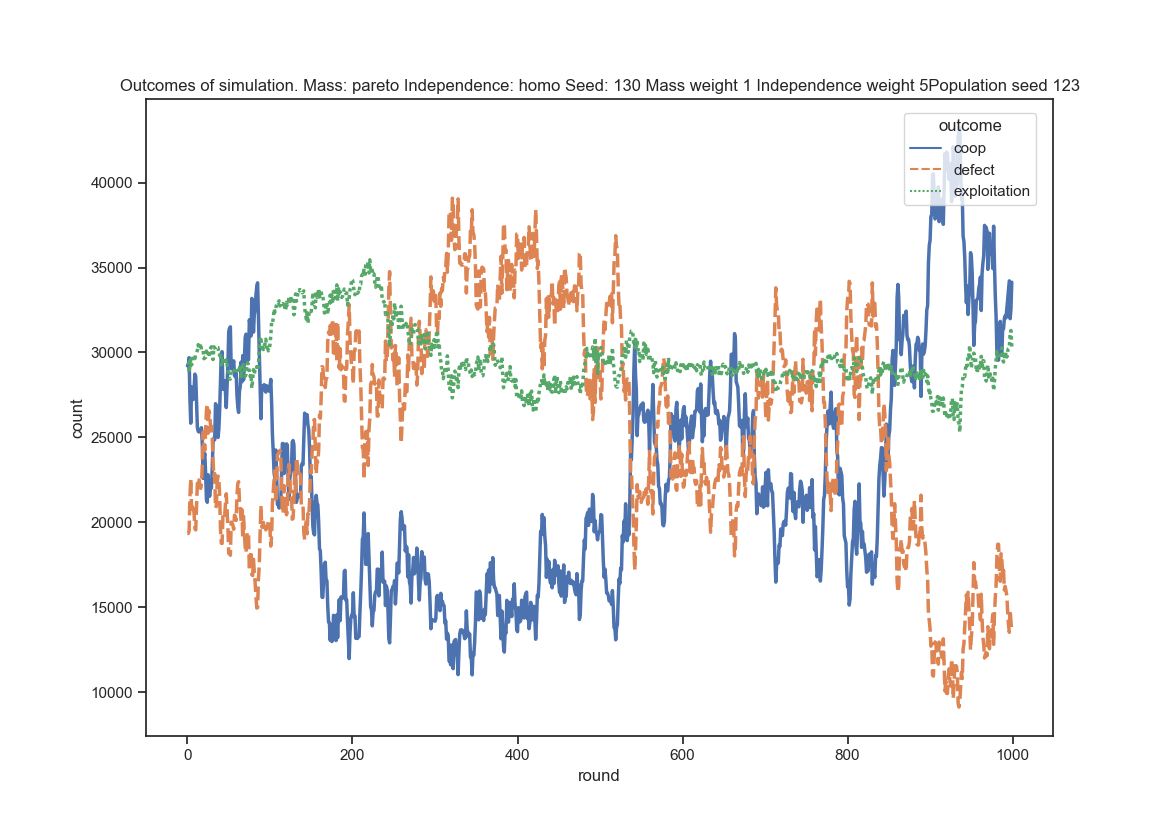 Outcomes of simulation. Mass: pareto Independence: homo Seed: 130 Mass weight 1 Independence weight 5Population seed 123
outcome
coop
defect
exploitation
40000
35000
30000
25000
20000
15000
10000
count
0 200 400 600 800 1000
round